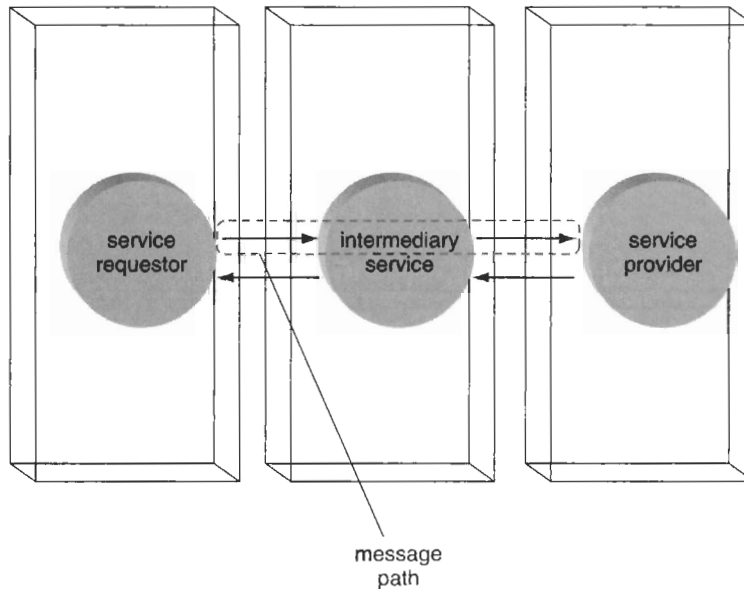 service
requestor
intermediary
service
service
provider
message
path